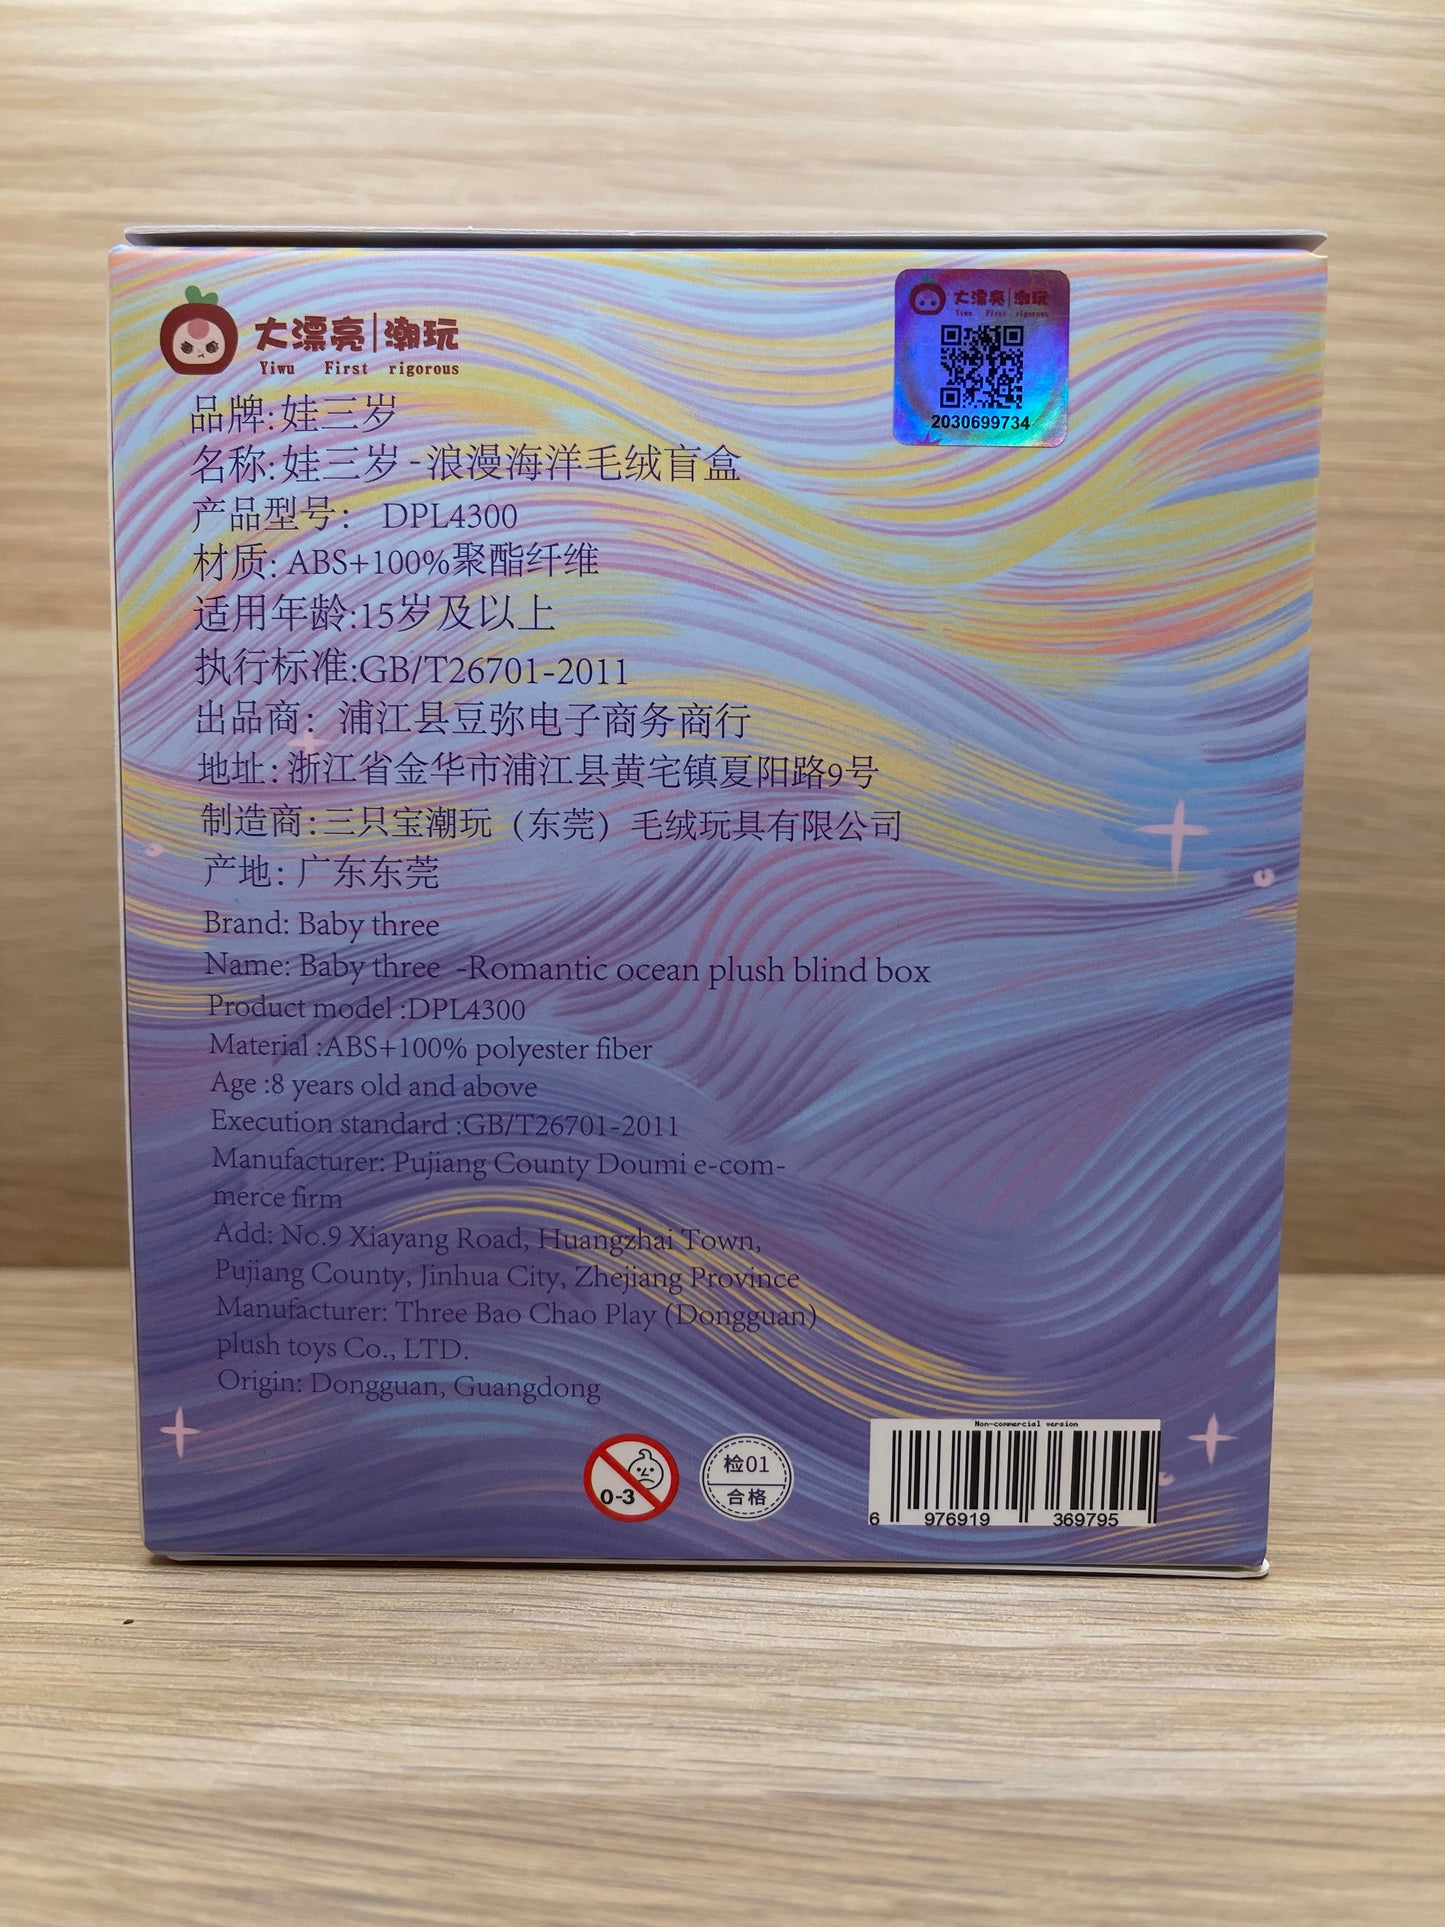 大漂亮|潮玩
Yiwu First rigorous
大漂亮|潮玩
Yiwu First rigorous
2030699734
品牌:娃三岁
名称:娃三岁-浪漫海洋毛绒盲盒
产品型号: DPL4300
材质:ABS+100%聚酯纤维
适用年龄:15岁及以上
执行标准:GB/T26701-2011
出品商: 浦江县豆弥电子商务商行
地址:浙江省金华市浦江县黄宅镇夏阳路9号
制造商:三只宝潮玩（东莞）毛绒玩具有限公司
产地: 广东东莞
Brand: Baby three
Name: Baby three -Romantic ocean plush blind box
Product model :DPL4300
Material :ABS+100% polyester fiber
Age :8 years old and above
Execution standard :GB/T26701-2011
Manufacturer: Pujiang County Doumi e-com-
merce firm
Add: No.9 Xiayang Road, Huangzhai Town,
Pujiang County, Jinhua City, Zhejiang Province
Manufacturer: Three Bao Chao Play (Dongguan)
plush toys Co., LTD.
Origin: Dongguan, Guangdong
0-3
检01
合格
Non-commercial version
6 976919 369795